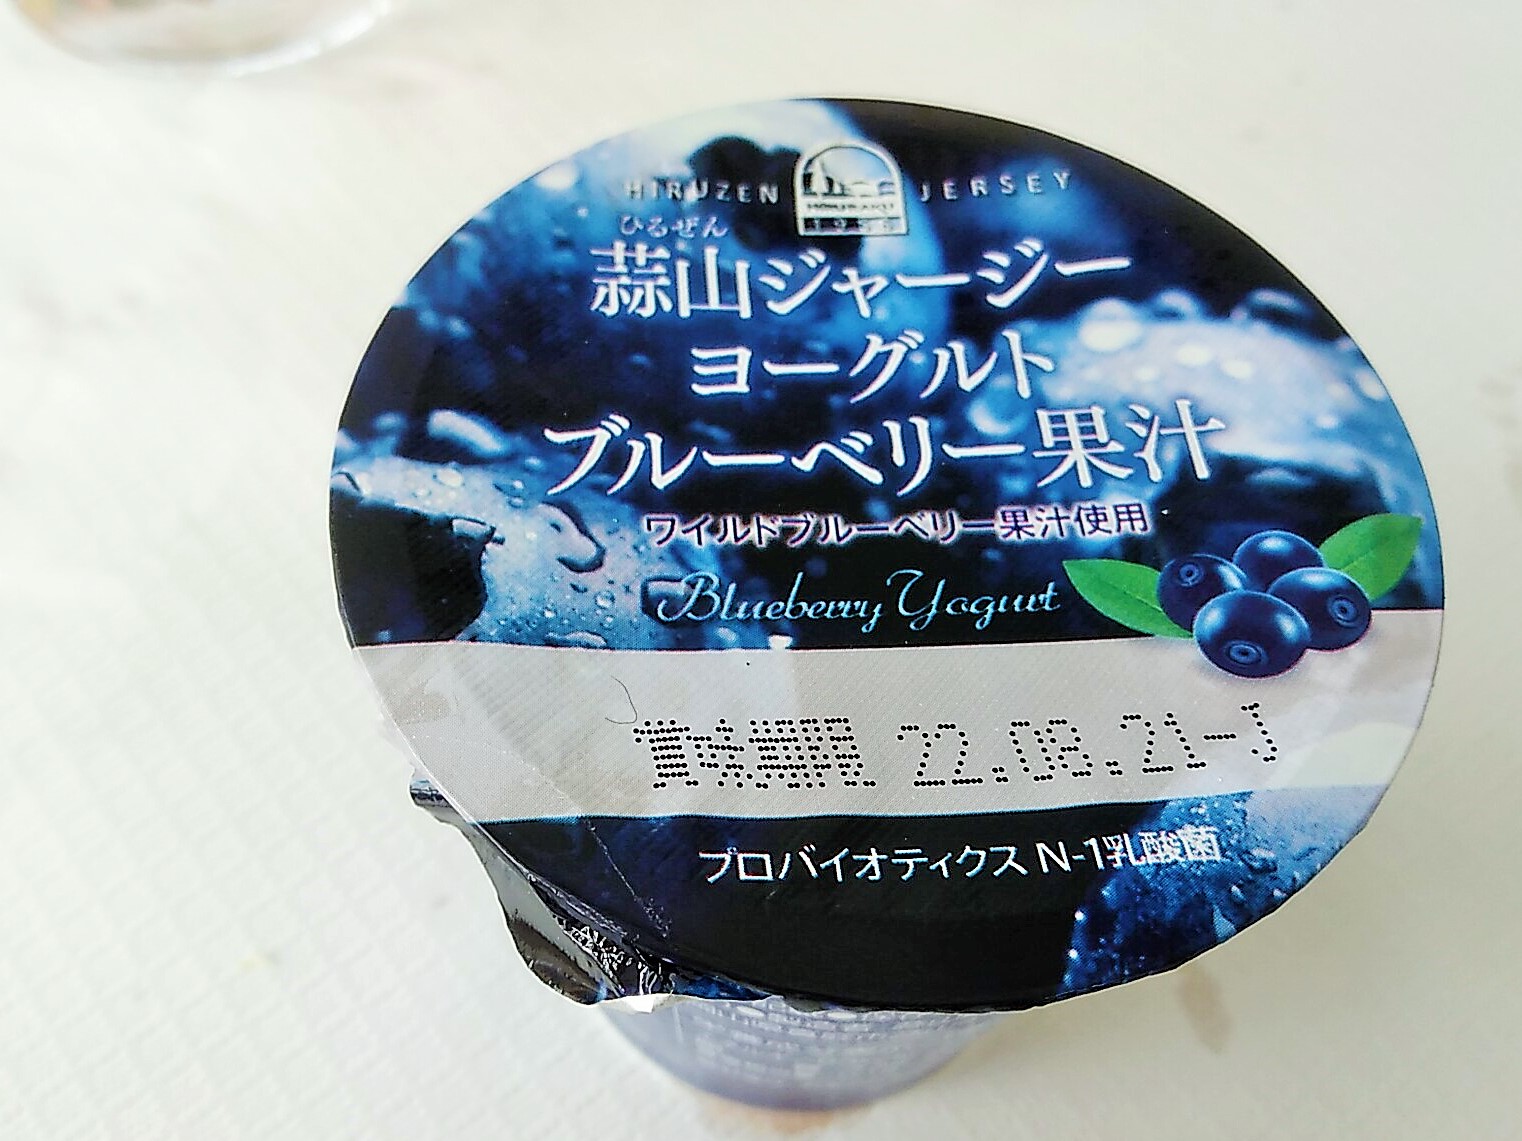 HIRUZEN JERSEY
ひるぜん
蒜山ジャージー
ヨーグルト
ブルーベリー果汁
ワイルドブルーベリー果汁使用
Blueberry Yogurt
賞味期限 22.08.21-J
プロバイオティクス N-1乳酸菌